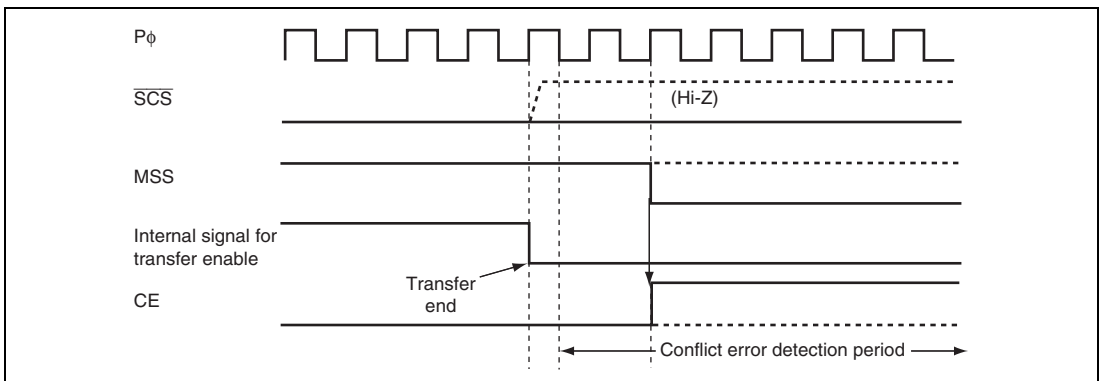 Pϕ
SCS
(Hi-Z)
MSS
Internal signal for
transfer enable
Transfer
end
CE
Conflict error detection period